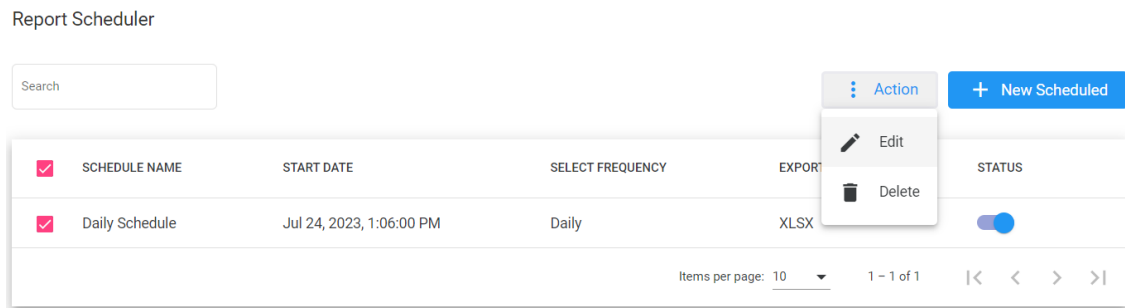 Report Scheduler
Search
Action
+ New Scheduled
Edit
Delete
SCHEDULE NAME START DATE SELECT FREQUENCY EXPORT STATUS
Daily Schedule Jul 24, 2023, 1:06:00 PM Daily XLSX
Items per page: 10 1 – 1 of 1